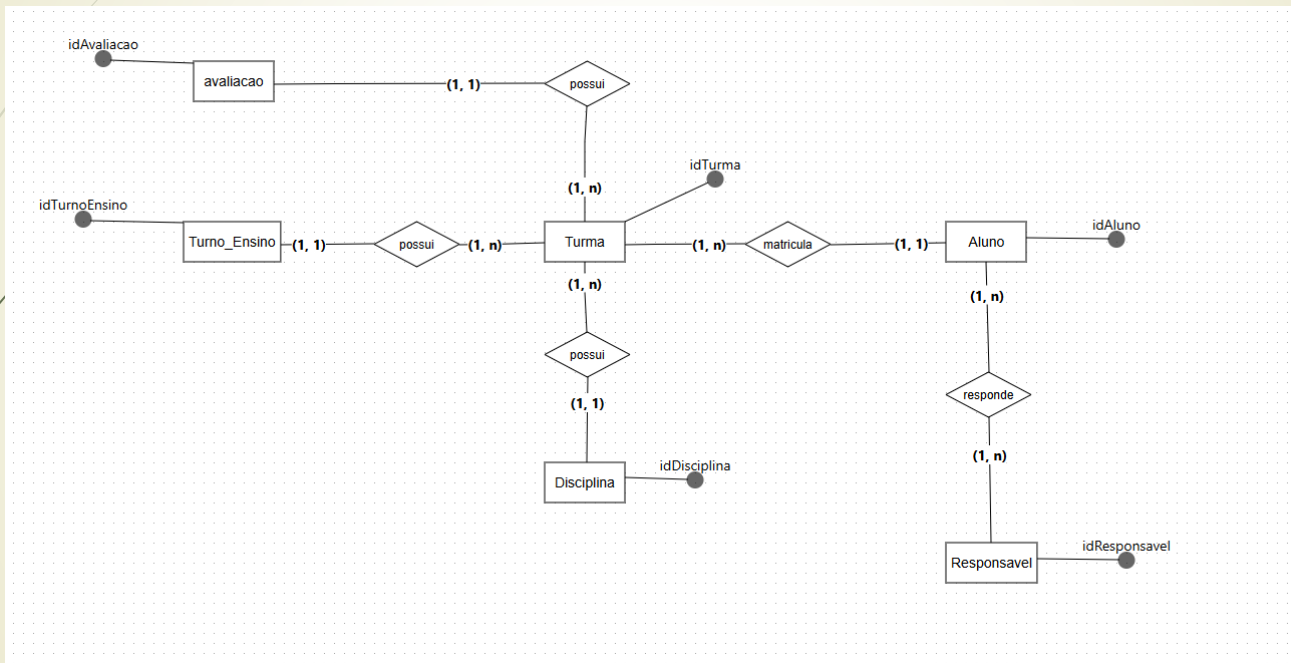 idAvaliacao
avaliacao
(1, 1)
possui
(1, n)
idTurma
idTurnoEnsino
Turno_Ensino
(1, 1)
possui
(1, n)
Turma
(1, n)
matricula
(1, 1)
Aluno
idAluno
(1, n)
(1, n)
possui
(1, 1)
responde
(1, n)
Disciplina
idDisciplina
Responsavel
idResponsavel